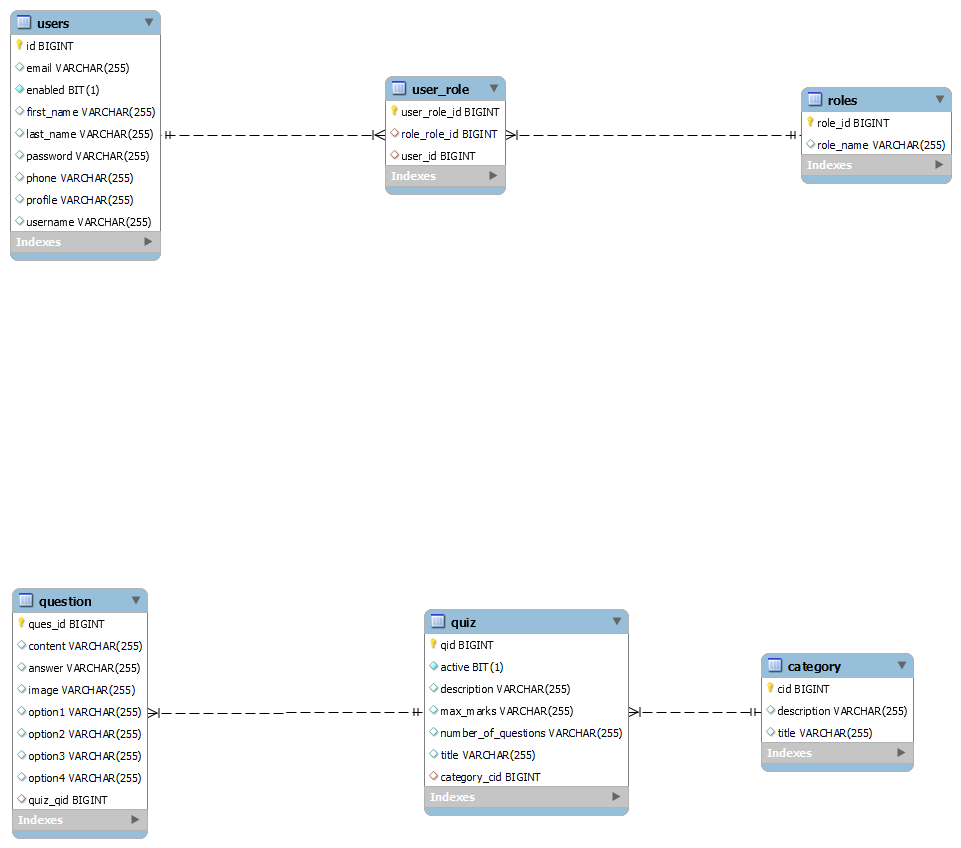 users
id BIGINT
email VARCHAR(255)
enabled BIT(1)
first_name VARCHAR(255)
last_name VARCHAR(255)
password VARCHAR(255)
phone VARCHAR(255)
profile VARCHAR(255)
username VARCHAR(255)
Indexes
user_role
user_role_id BIGINT
role_role_id BIGINT
user_id BIGINT
Indexes
roles
role_id BIGINT
role_name VARCHAR(255)
Indexes
question
ques_id BIGINT
content VARCHAR(255)
answer VARCHAR(255)
image VARCHAR(255)
option1 VARCHAR(255)
option2 VARCHAR(255)
option3 VARCHAR(255)
option4 VARCHAR(255)
quiz_qid BIGINT
Indexes
quiz
qid BIGINT
active BIT(1)
description VARCHAR(255)
max_marks VARCHAR(255)
number_of_questions VARCHAR(255)
title VARCHAR(255)
category_cid BIGINT
Indexes
category
cid BIGINT
description VARCHAR(255)
title VARCHAR(255)
Indexes